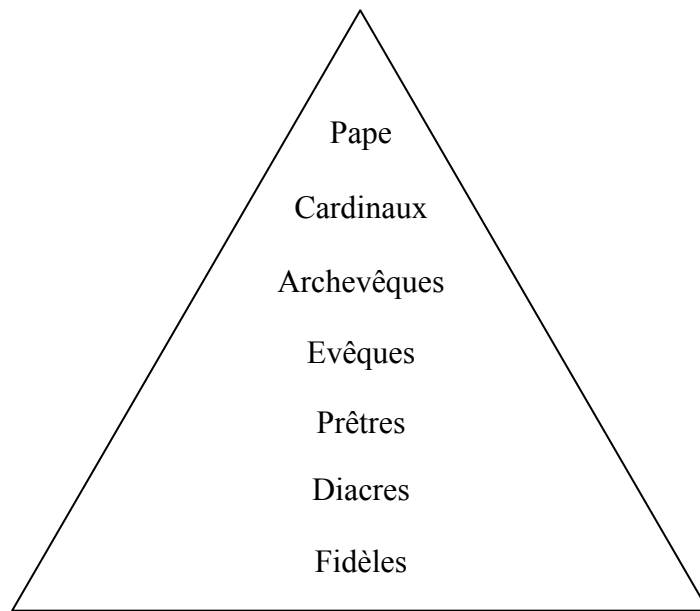 Pape
Cardinaux
Archevêques
Evêques
Prêtres
Diacres
Fidèles